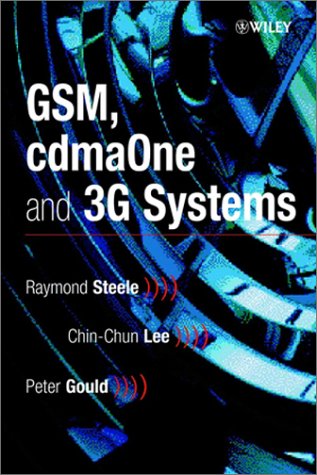 WILEY
GSM,
cdmaOne
and 3G Systems
Raymond Steele
Chin-Chun Lee
Peter Gould